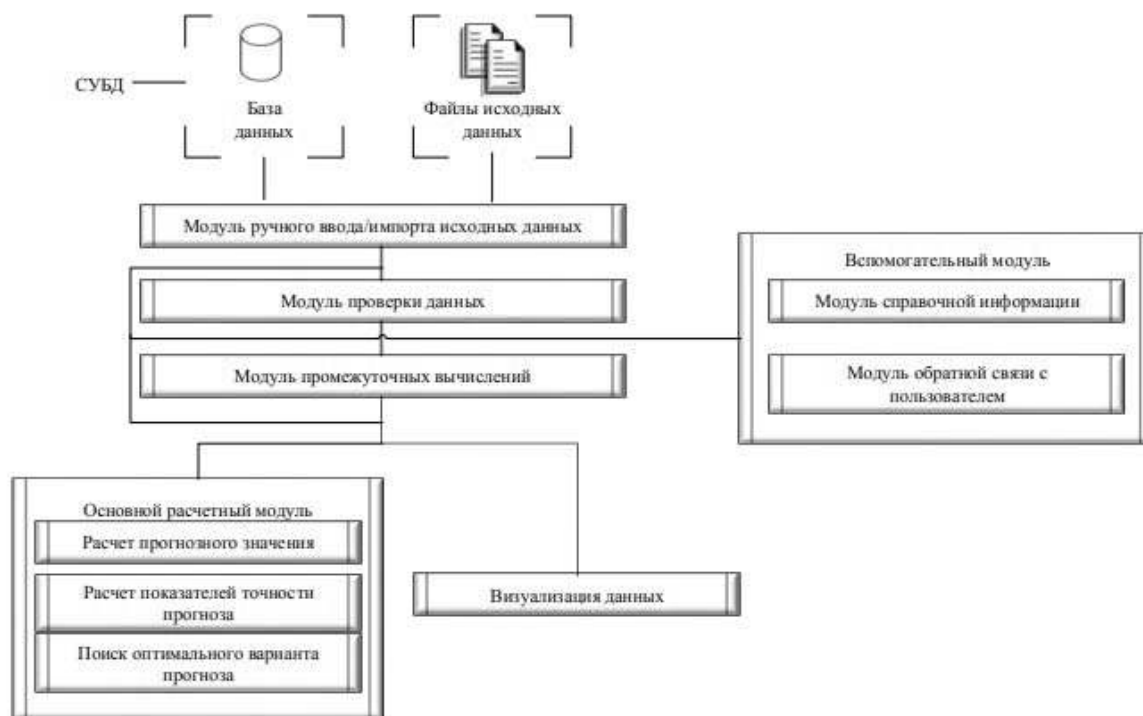 СУБД
База
данных
Файлы исходных
данных
Модуль ручного ввода/импорта исходных данных
Модуль проверки данных
Модуль промежуточных вычислений
Вспомогательный модуль
Модуль справочной информации
Модуль обратной связи с
пользователем
Основной расчетный модуль
Расчет прогнозного значения
Расчет показателей точности
прогноза
Поиск оптимального варианта
прогноза
Визуализация данных